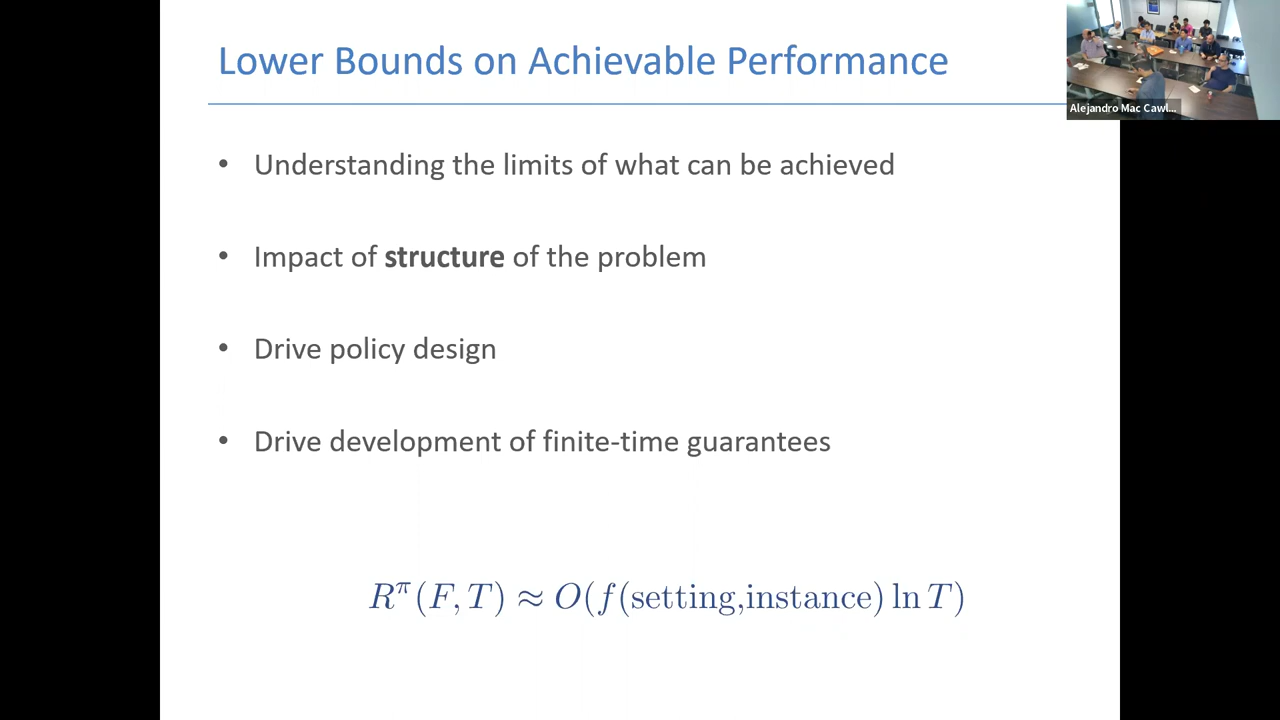 Lower Bounds on Achievable Performance
Alejandro Mac Cawl...
• Understanding the limits of what can be achieved
• Impact of structure of the problem
• Drive policy design
• Drive development of finite-time guarantees
R^π(F, T) ≈ O(f(setting,instance) ln T)